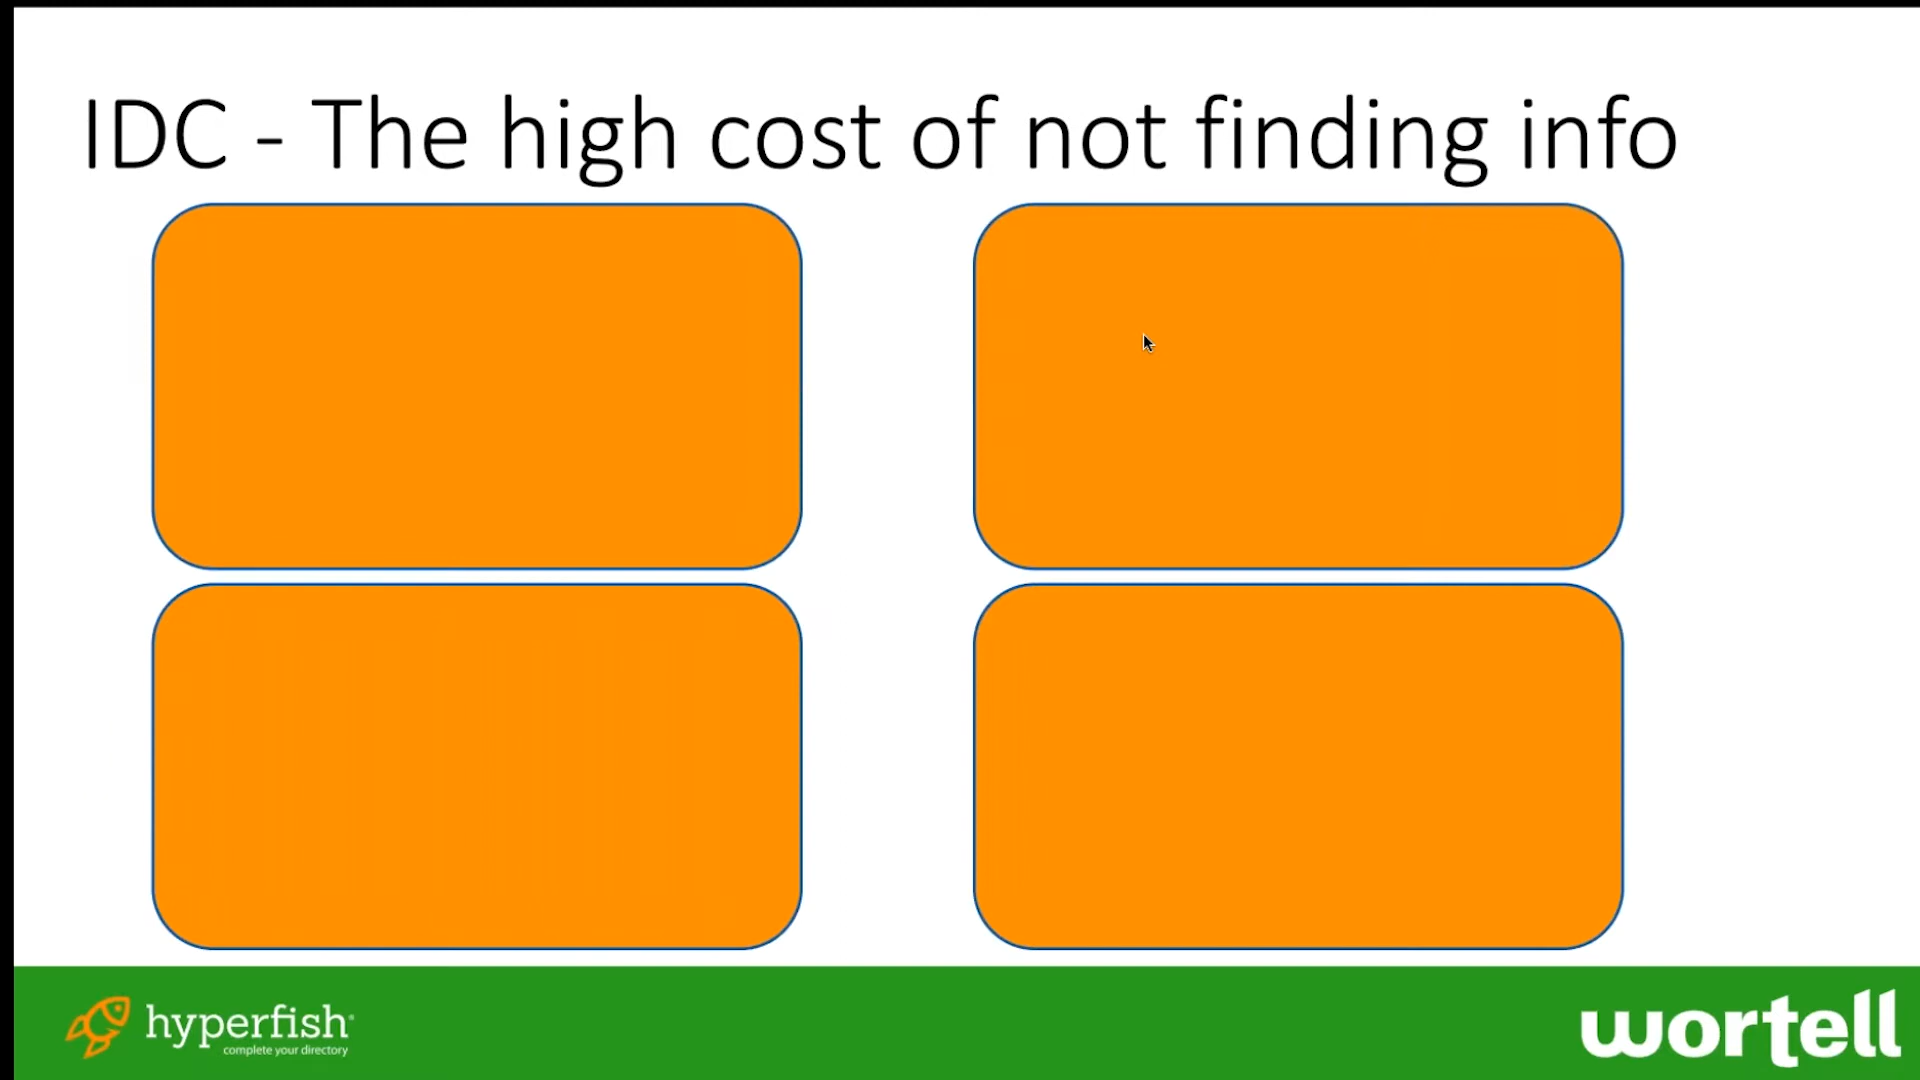 IDC - The high cost of not finding info
hyperfish
complete your directory
wortell